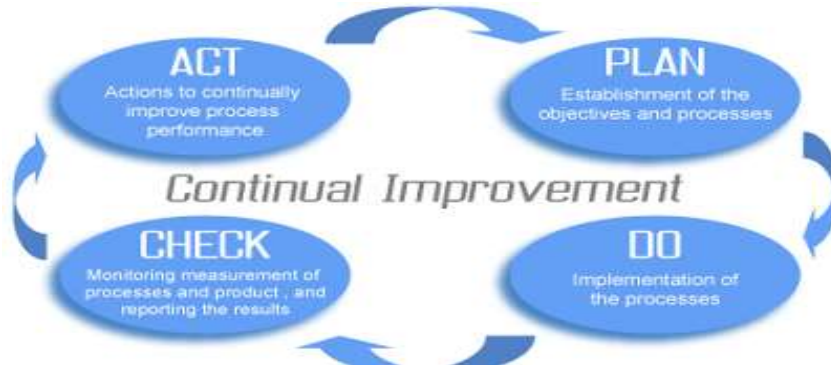 ACT
Actions to continually
improve process
performance
PLAN
Establishment of the
objectives and processes
Continual Improvement
CHECK
Monitoring measurement of
processes and product , and
reporting the results
DO
Implementation of
the processes